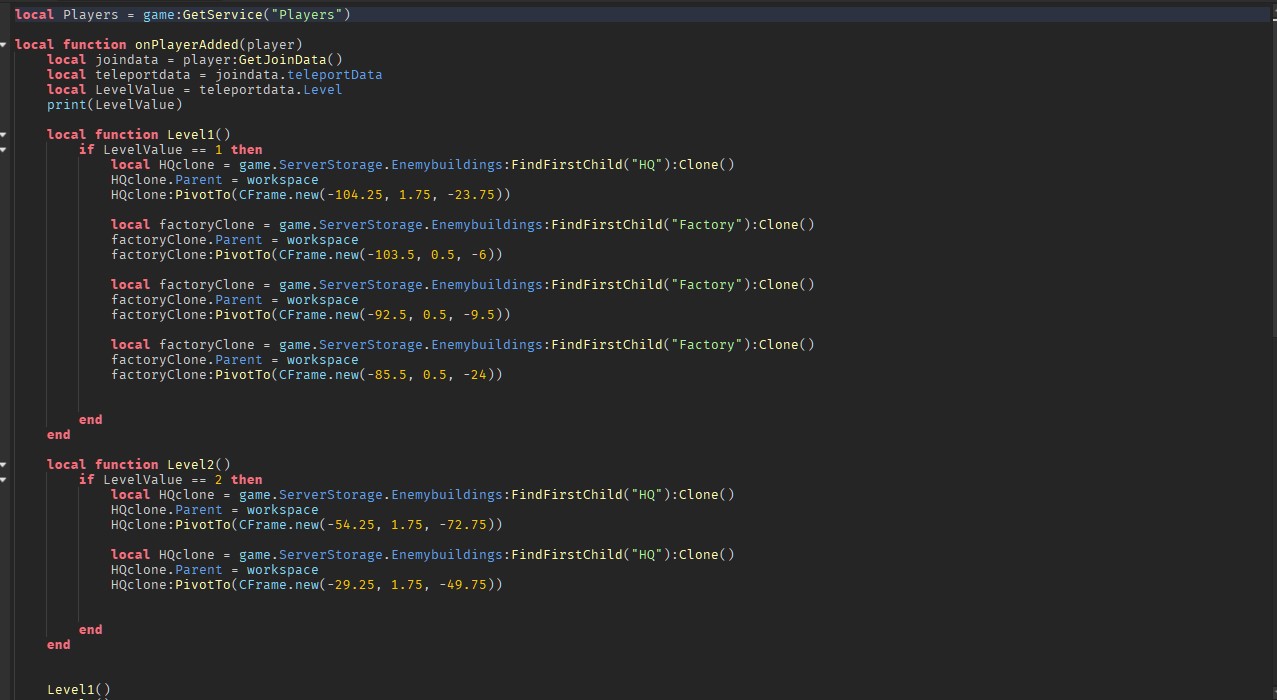 local Players = game:GetService("Players")
local function onPlayerAdded(player)
local joindata = player:GetJoinData()
local teleportdata = joindata.teleportData
local LevelValue = teleportdata.Level
print(LevelValue)
local function Level1()
if LevelValue == 1 then
local HQclone = game.ServerStorage.Enemybuildings:FindFirstChild("HQ"):Clone()
HQclone.Parent = workspace
HQclone:PivotTo(CFrame.new(-104.25, 1.75, -23.75))
local factoryClone = game.ServerStorage.Enemybuildings:FindFirstChild("Factory"):Clone()
factoryClone.Parent = workspace
factoryClone:PivotTo(CFrame.new(-103.5, 0.5, -6))
local factoryClone = game.ServerStorage.Enemybuildings:FindFirstChild("Factory"):Clone()
factoryClone.Parent = workspace
factoryClone:PivotTo(CFrame.new(-92.5, 0.5, -9.5))
local factoryClone = game.ServerStorage.Enemybuildings:FindFirstChild("Factory"):Clone()
factoryClone.Parent = workspace
factoryClone:PivotTo(CFrame.new(-85.5, 0.5, -24))
end
end
local function Level2()
if LevelValue == 2 then
local HQclone = game.ServerStorage.Enemybuildings:FindFirstChild("HQ"):Clone()
HQclone.Parent = workspace
HQclone:PivotTo(CFrame.new(-54.25, 1.75, -72.75))
local HQclone = game.ServerStorage.Enemybuildings:FindFirstChild("HQ"):Clone()
HQclone.Parent = workspace
HQclone:PivotTo(CFrame.new(-29.25, 1.75, -49.75))
end
end
Level1()